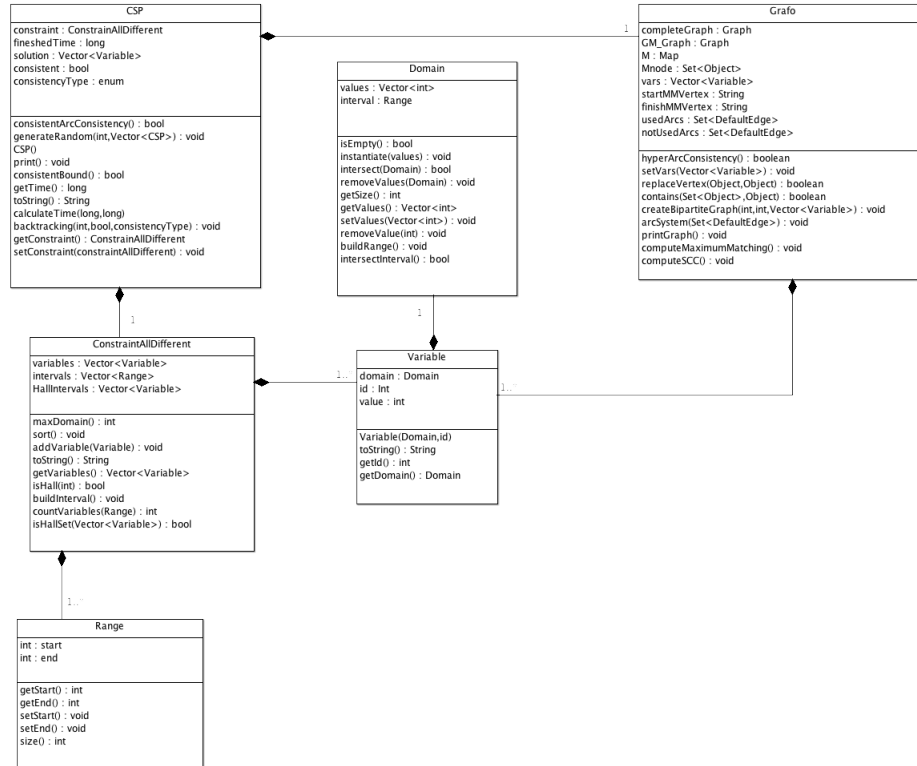 CSP
constraint : ConstrainAllDifferent
fineshedTime : long
solution : Vector<Variable>
consistent : bool
consistencyType : enum
consistentArcConsistency() : bool
generateRandom(int,Vector<CSP>) : void
CSP()
print() : void
consistentBound() : bool
getTime() : long
toString() : String
calculateTime(long,long)
backtracking(int,bool,consistencyType) : void
getConstraint() : ConstrainAllDifferent
setConstraint(constraintAllDifferent) : void
1
Grafo
completeGraph : Graph
GM_Graph : Graph
M : Map
Mnode : Set<Object>
vars : Vector<Variable>
startMMVertex : String
finishMMVertex : String
usedArcs : Set<DefaultEdge>
notUsedArcs : Set<DefaultEdge>
hyperArcConsistency() : boolean
setVars(Vector<Variable>) : void
replaceVertex(Object,Object) : boolean
contains(Set<Object>,Object) : boolean
createBipartiteGraph(int,int,Vector<Variable>) : void
arcSystem(Set<DefaultEdge>) : void
printGraph() : void
computeMaximumMatching() : void
computeSCC() : void
Domain
values : Vector<int>
interval : Range
isEmpty() : bool
instantiate(values) : void
intersect(Domain) : bool
removeValues(Domain) : void
getSize() : int
getValues() : Vector<int>
setValues(Vector<int>) : void
removeValue(int) : void
buildRange() : void
intersectInterval() : bool
1
1
ConstraintAllDifferent
variables : Vector<Variable>
intervals : Vector<Range>
HallIntervals : Vector<Variable>
maxDomain() : int
sort() : void
addVariable(Variable) : void
toString() : String
getVariables() : Vector<Variable>
isHall(int) : bool
buildInterval() : void
countVariables(Range) : int
isHallSet(Vector<Variable>) : bool
1..*
Variable
domain : Domain
id : Int
value : int
Variable(Domain,id)
toString() : String
getId() : int
getDomain() : Domain
1..*
1..*
Range
int : start
int : end
getStart() : int
getEnd() : int
setStart() : void
setEnd() : void
size() : int